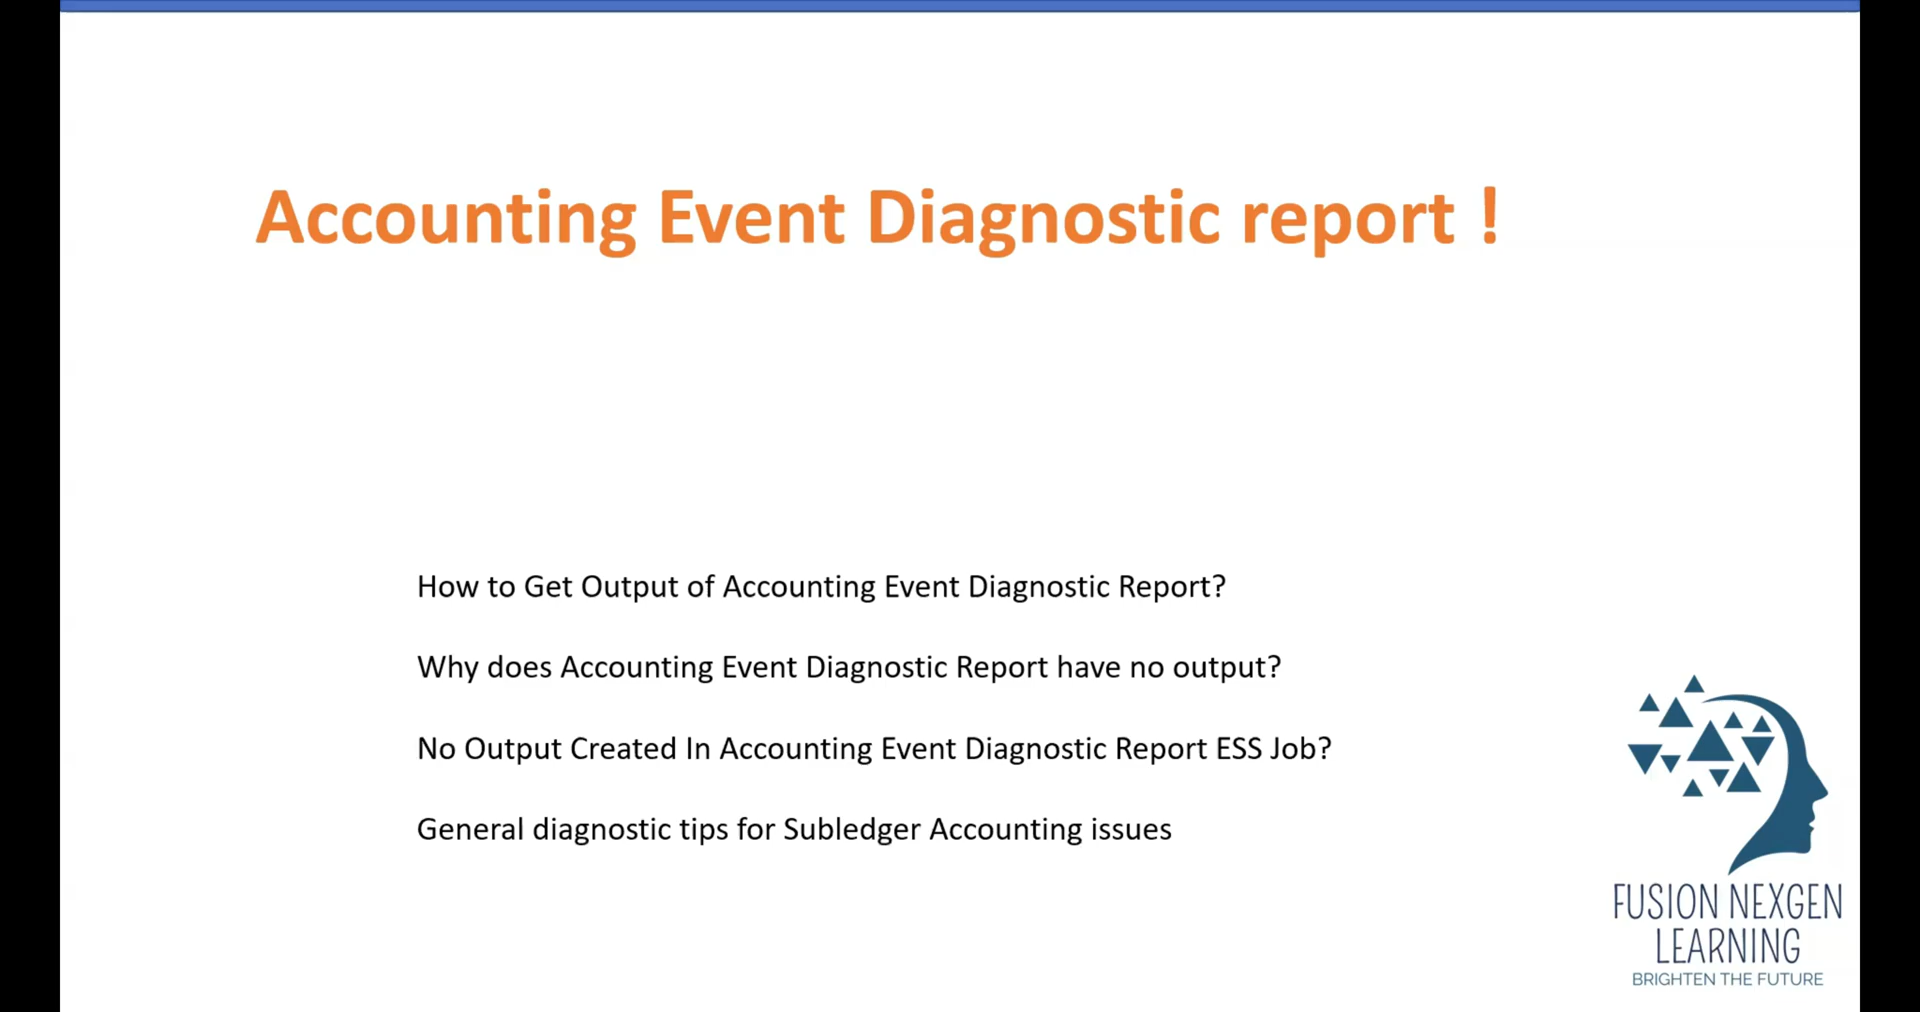 Accounting Event Diagnostic report !
How to Get Output of Accounting Event Diagnostic Report?
Why does Accounting Event Diagnostic Report have no output?
No Output Created In Accounting Event Diagnostic Report ESS Job?
General diagnostic tips for Subledger Accounting issues
FUSION NEXGEN
LEARNING
BRIGHTEN THE FUTURE